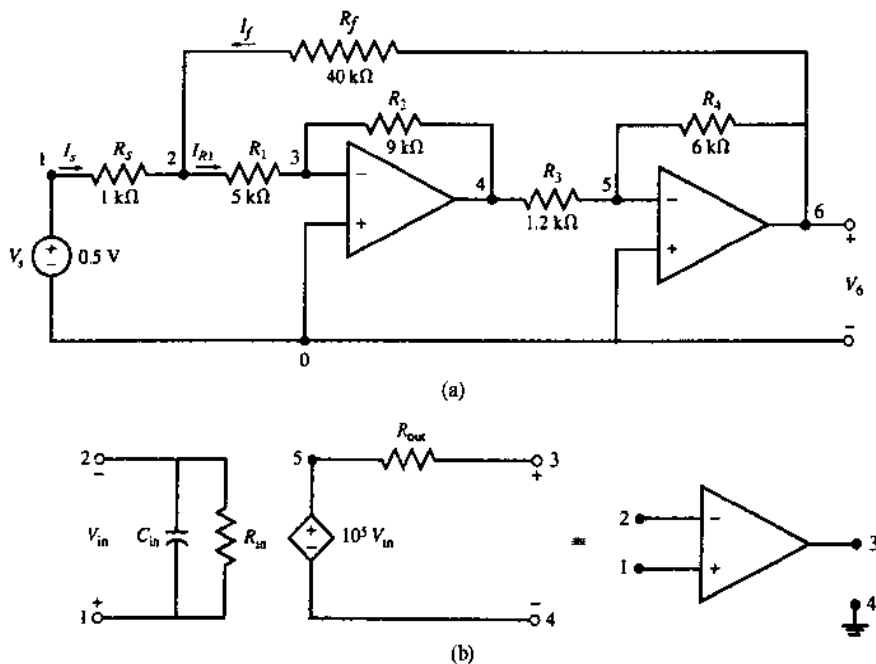 I_f R_f
40 kΩ
R_2 R_4
9 kΩ 6 kΩ
1 I_s R_s 2 I_R1 R_1 3 − 4 R_3 5 − 6
1 kΩ 5 kΩ + 1.2 kΩ + +
V_s + − 0.5 V V_6
0 −
(a)
R_out
2 − 5 3 +
V_in C_in R_in + − 10^5 V_in = 2 − 3
1 + 1 +
− 4 4
(b)